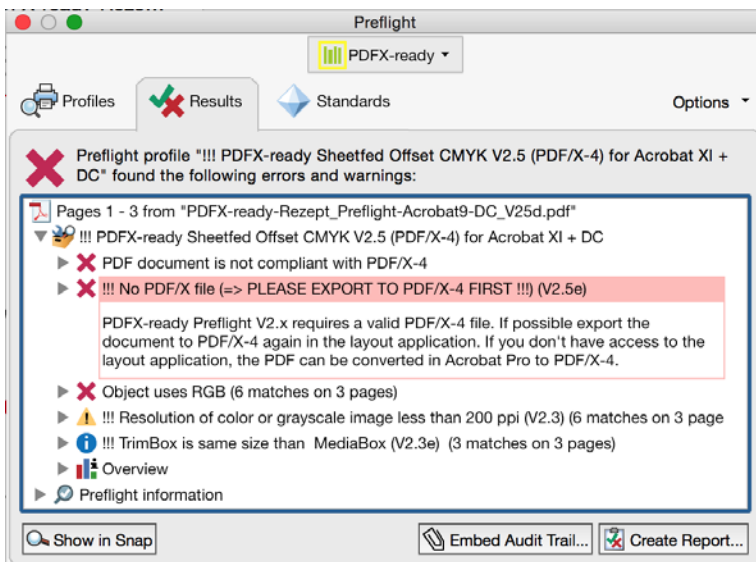 Preflight
PDFX-ready
Profiles
Results
Standards
Options
Preflight profile "!!! PDFX-ready Sheetfed Offset CMYK V2.5 (PDF/X-4) for Acrobat XI +
DC" found the following errors and warnings:
Pages 1 - 3 from "PDFX-ready-Rezept_Preflight-Acrobat9-DC_V25d.pdf"
!!! PDFX-ready Sheetfed Offset CMYK V2.5 (PDF/X-4) for Acrobat XI + DC
PDF document is not compliant with PDF/X-4
!!! No PDF/X file (=> PLEASE EXPORT TO PDF/X-4 FIRST !!!) (V2.5e)
PDFX-ready Preflight V2.x requires a valid PDF/X-4 file. If possible export the
document to PDF/X-4 again in the layout application. If you don't have access to the
layout application, the PDF can be converted in Acrobat Pro to PDF/X-4.
Object uses RGB (6 matches on 3 pages)
!!! Resolution of color or grayscale image less than 200 ppi (V2.3) (6 matches on 3 page
!!! TrimBox is same size than MediaBox (V2.3e) (3 matches on 3 pages)
Overview
Preflight information
Show in Snap
Embed Audit Trail...
Create Report...